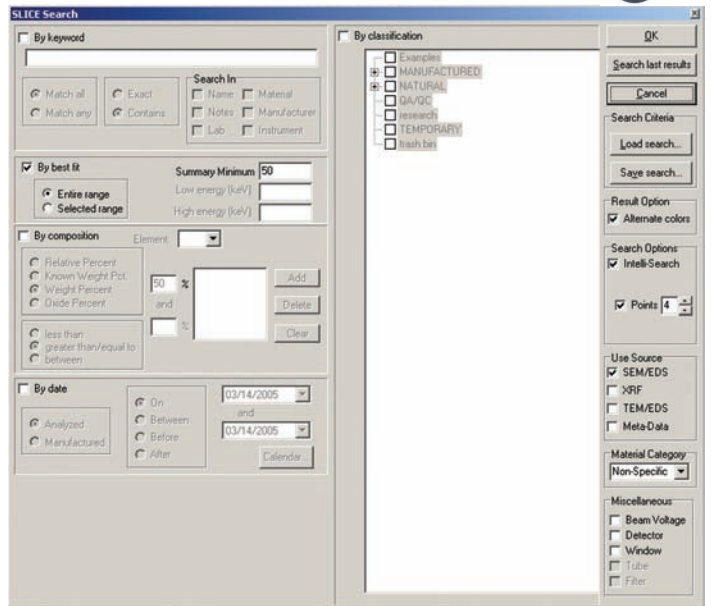 SLICE Search
By keyword
Match all
Match any
Exact
Contains
Search In
Name
Material
Notes
Manufacturer
Lab
Instrument
By best fit
Entire range
Selected range
Summary Minimum 50
Low energy (keV)
High energy (keV)
By composition
Element:
Relative Percent
Known Weight Pct.
Weight Percent
Oxide Percent
50 %
and
%
Add
Delete
Clear
less than
greater than/equal to
between
By date
Analyzed
Manufactured
On
Between
Before
After
03/14/2005
and
03/14/2005
Calendar...
By classification
Examples
MANUFACTURED
NATURAL
QA/QC
research
TEMPORARY
trash bin
OK
Search last results
Cancel
Search Criteria
Load search...
Save search...
Result Option
Alternate colors
Search Options
Intelli-Search
Points 4
Use Source
SEM/EDS
XRF
TEM/EDS
Meta-Data
Material Category
Non-Specific
Miscellaneous
Beam Voltage
Detector
Window
Tube
Filter